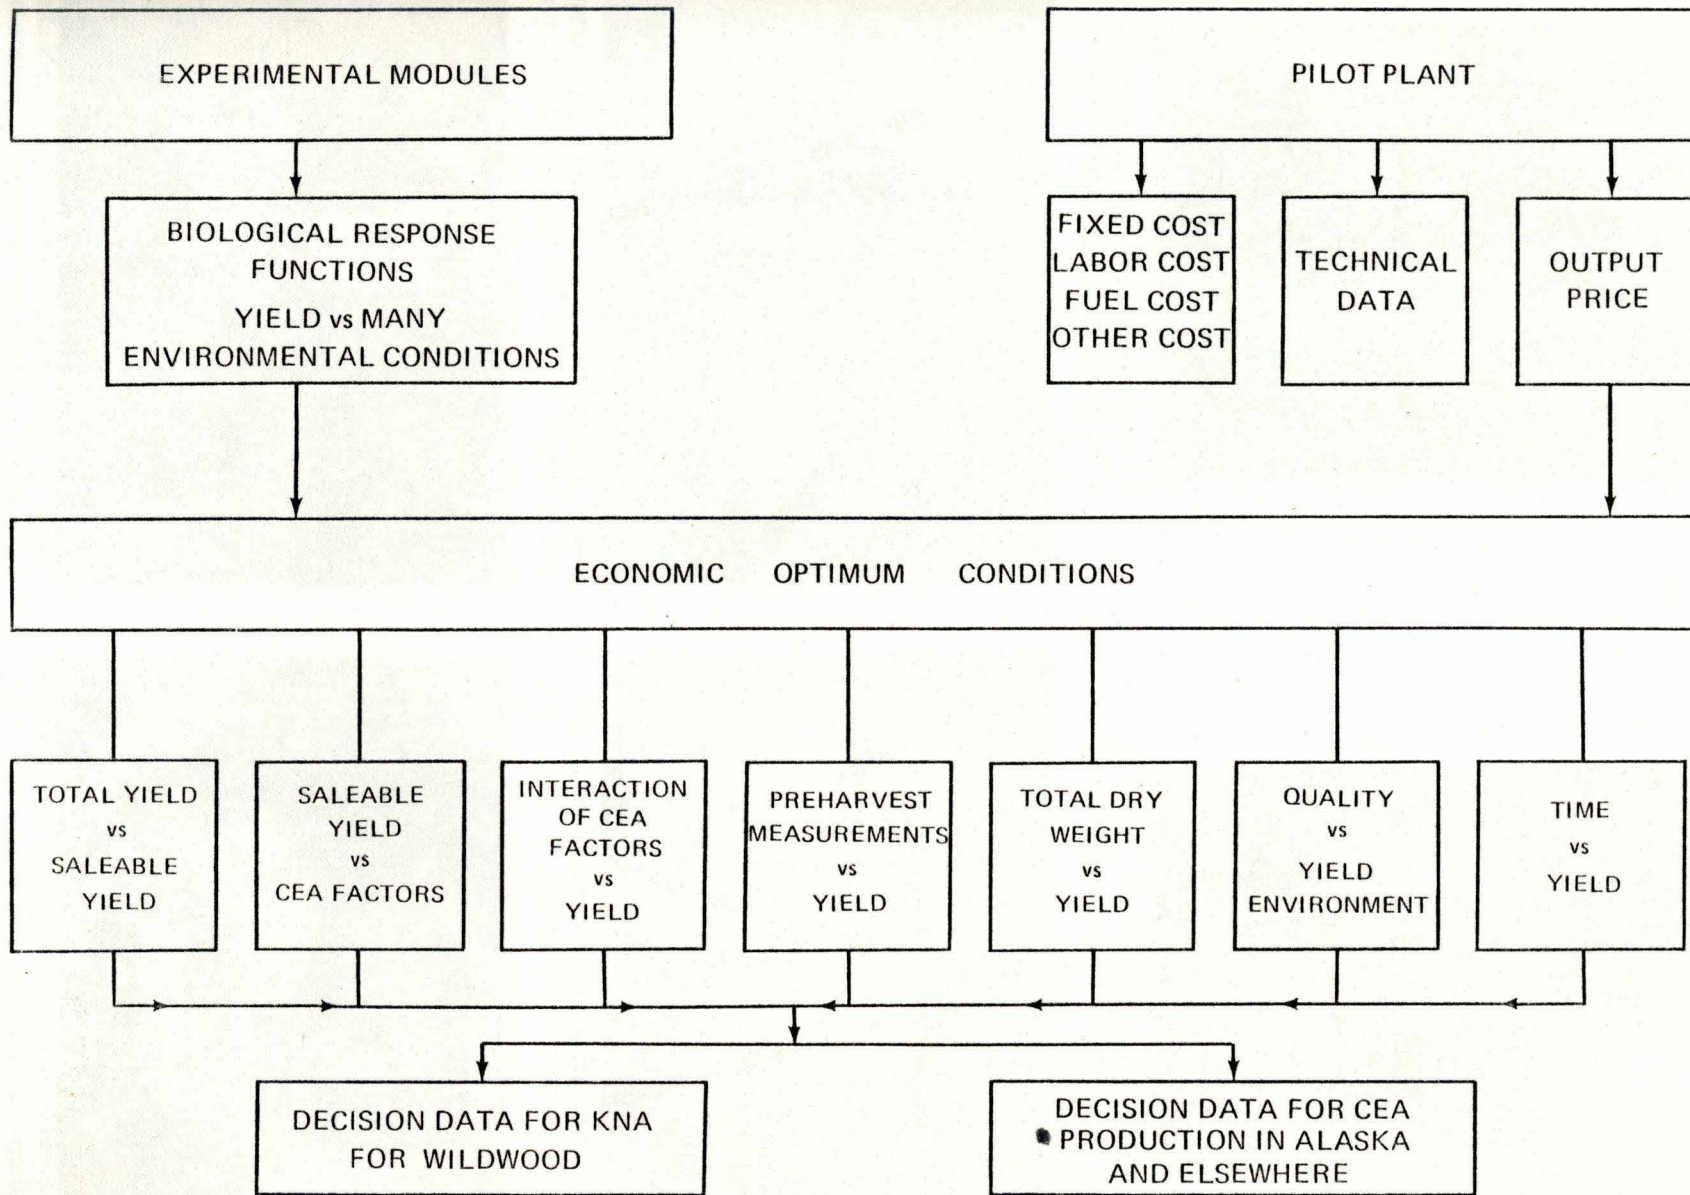 EXPERIMENTAL MODULES
PILOT PLANT
BIOLOGICAL RESPONSE
FUNCTIONS
YIELD vs MANY
ENVIRONMENTAL CONDITIONS
FIXED COST
LABOR COST
FUEL COST
OTHER COST
TECHNICAL
DATA
OUTPUT
PRICE
ECONOMIC OPTIMUM CONDITIONS
TOTAL YIELD
vs
SALEABLE
YIELD
SALEABLE
YIELD
vs
CEA FACTORS
INTERACTION
OF CEA
FACTORS
vs
YIELD
PREHARVEST
MEASUREMENTS
vs
YIELD
TOTAL DRY
WEIGHT
vs
YIELD
QUALITY
vs
YIELD
ENVIRONMENT
TIME
vs
YIELD
DECISION DATA FOR KNA
FOR WILDWOOD
DECISION DATA FOR CEA
PRODUCTION IN ALASKA
AND ELSEWHERE